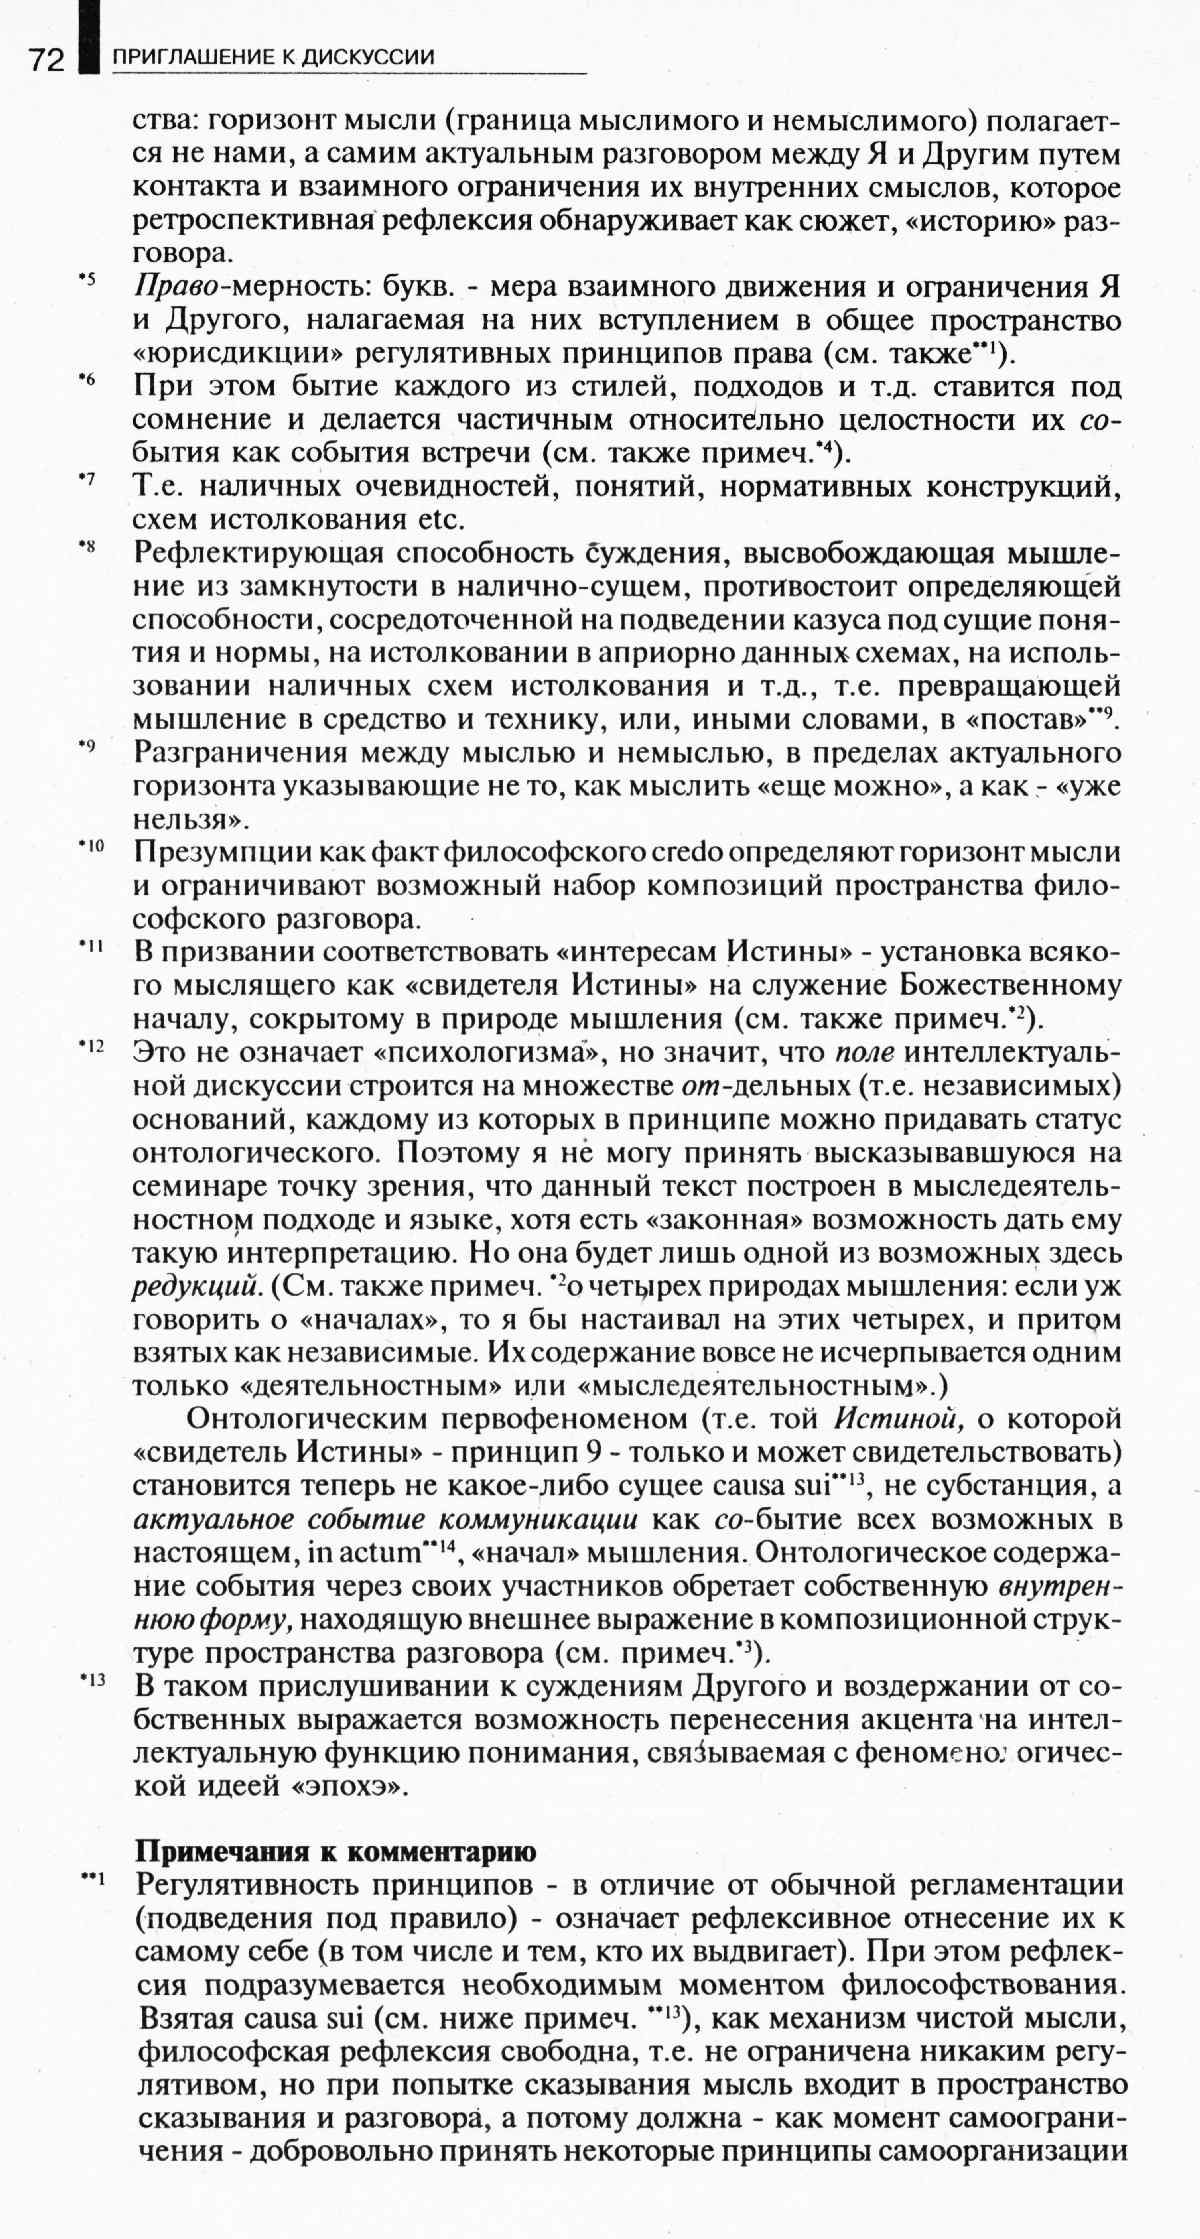 72 ПРИГЛАШЕНИЕ К ДИСКУССИИ
ства: горизонт мысли (граница мыслимого и немыслимого) полагает-
ся не нами, а самим актуальным разговором между Я и Другим путем
контакта и взаимного ограничения их внутренних смыслов, которое
ретроспективная рефлексия обнаруживает как сюжет, «историю» раз-
говора.
*5 Право-мерность: букв. - мера взаимного движения и ограничения Я
и Другого, налагаемая на них вступлением в общее пространство
«юрисдикции» регулятивных принципов права (см. также**1).
*6 При этом бытие каждого из стилей, подходов и т.д. ставится под
сомнение и делается частичным относительно целостности их со-
бытия как события встречи (см. также примеч.*4).
*7 Т.е. наличных очевидностей, понятий, нормативных конструкций,
схем истолкования etc.
*8 Рефлектирующая способность суждения, высвобождающая мышле-
ние из замкнутости в налично-сущем, противостоит определяющей
способности, сосредоточенной на подведении казуса под сущие поня-
тия и нормы, на истолковании в априорно данных схемах, на исполь-
зовании наличных схем истолкования и т.д., т.е. превращающей
мышление в средство и технику, или, иными словами, в «постав»**9.
*9 Разграничения между мыслью и немыслью, в пределах актуального
горизонта указывающие не то, как мыслить «еще можно», а как - «уже
нельзя».
*10 Презумпции как факт философского credo определяют горизонт мысли
и ограничивают возможный набор композиций пространства фило-
софского разговора.
*11 В призвании соответствовать «интересам Истины» - установка всяко-
го мыслящего как «свидетеля Истины» на служение Божественному
началу, сокрытому в природе мышления (см. также примеч.*2).
*12 Это не означает «психологизма», но значит, что поле интеллектуаль-
ной дискуссии строится на множестве от-дельных (т.е. независимых)
оснований, каждому из которых в принципе можно придавать статус
онтологического. Поэтому я не могу принять высказывавшуюся на
семинаре точку зрения, что данный текст построен в мыследеятель-
ностном подходе и языке, хотя есть «законная» возможность дать ему
такую интерпретацию. Но она будет лишь одной из возможных здесь
редукций. (См. также примеч. *2о четырех природах мышления: если уж
говорить о «началах», то я бы настаивал на этих четырех, и притом
взятых как независимые. Их содержание вовсе не исчерпывается одним
только «деятельностным» или «мыследеятельностным».)
Онтологическим первофеноменом (т.е. той Истиной, о которой
«свидетель Истины» - принцип 9 - только и может свидетельствовать)
становится теперь не какое-либо сущее causa sui**13, не субстанция, а
актуальное событие коммуникации как со-бытие всех возможных в
настоящем, in actum**14, «начал» мышления. Онтологическое содержа-
ние события через своих участников обретает собственную внутрен-
нюю форму, находящую внешнее выражение в композиционной струк-
туре пространства разговора (см. примеч.*3).
*13 В таком прислушивании к суждениям Другого и воздержании от со-
бственных выражается возможность перенесения акцента на интел-
лектуальную функцию понимания, связываемая с феноменологичес-
кой идеей «эпохэ».
Примечания к комментарию
**1 Регулятивность принципов - в отличие от обычной регламентации
(подведения под правило) - означает рефлексивное отнесение их к
самому себе (в том числе и тем, кто их выдвигает). При этом рефлек-
сия подразумевается необходимым моментом философствования.
Взятая causa sui (см. ниже примеч. **13), как механизм чистой мысли,
философская рефлексия свободна, т.е. не ограничена никаким регу-
лятивом, но при попытке сказывания мысль входит в пространство
сказывания и разговора, а потому должна - как момент самоограни-
чения - добровольно принять некоторые принципы самоорганизации